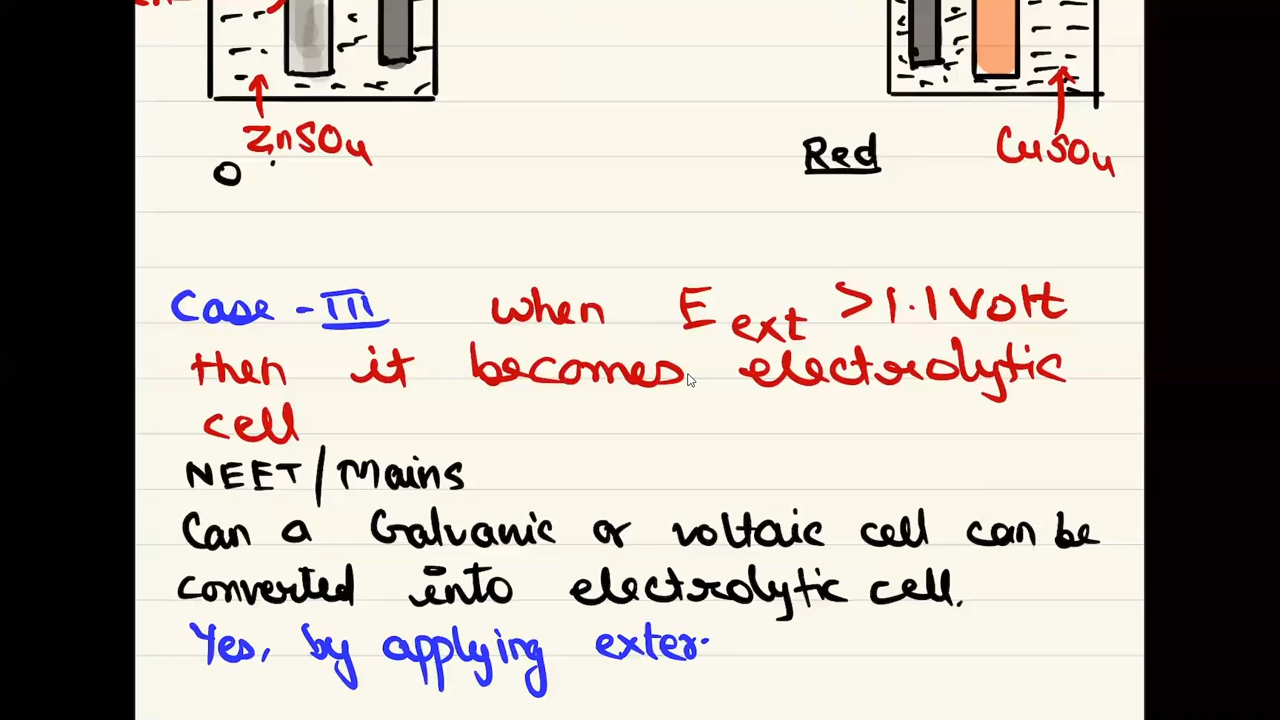 ZnSO4
CuSO4
O
Red
Case - III when E ext > 1.1 Volt
then it becomes electrolytic
cell
NEET/Mains
Can a Galvanic or voltaic cell can be
converted into electrolytic cell.
Yes, by applying exter